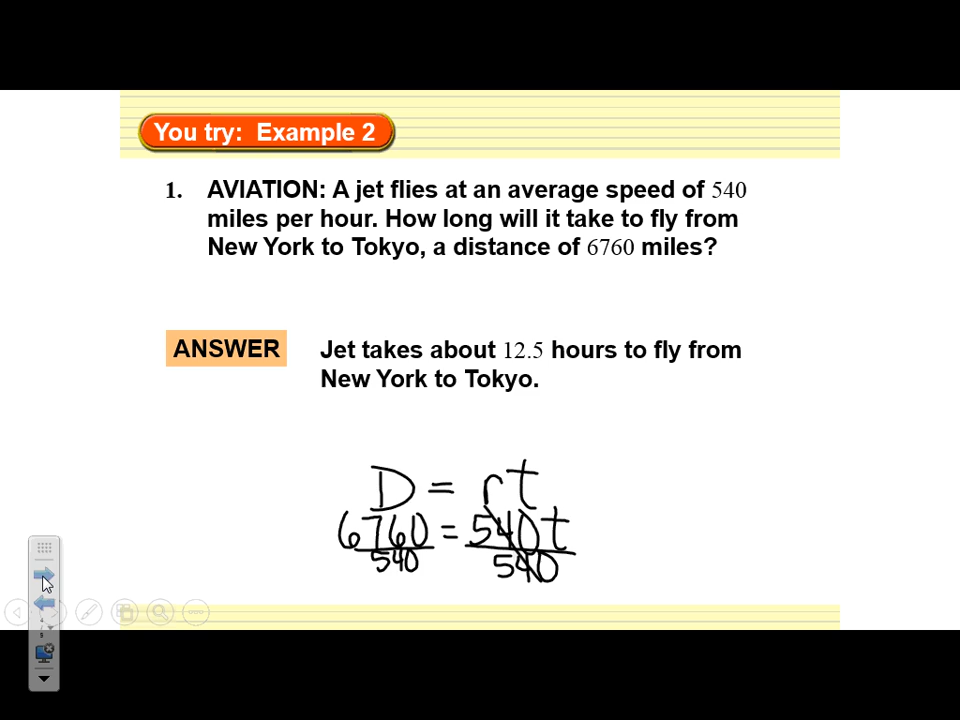 You try: Example 2
1. AVIATION: A jet flies at an average speed of 540
miles per hour. How long will it take to fly from
New York to Tokyo, a distance of 6760 miles?
ANSWER
Jet takes about 12.5 hours to fly from
New York to Tokyo.
D = rt
6760 = 540t
540 540